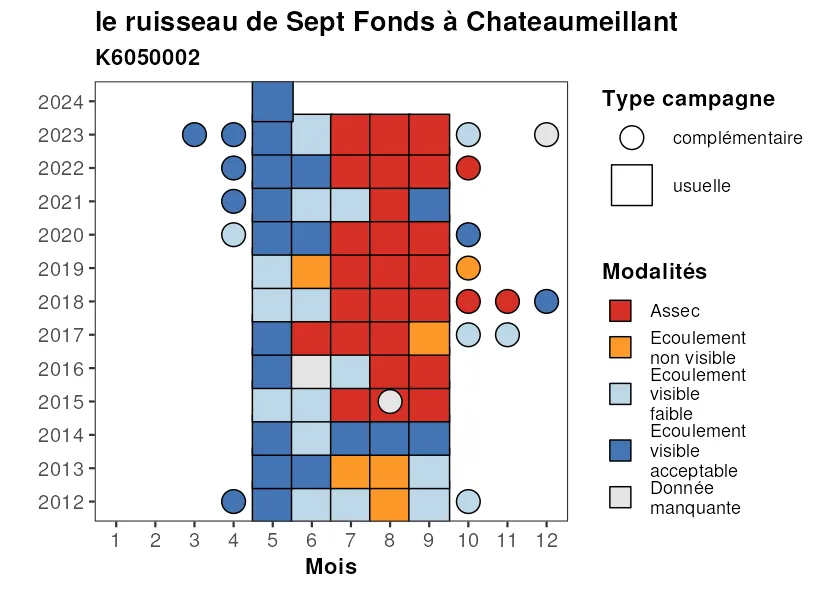 le ruisseau de Sept Fonds à Chateaumeillant
K6050002
2024
2023
2022
2021
2020
2019
2018
2017
2016
2015
2014
2013
2012
1 2 3 4 5 6 7 8 9 10 11 12
Mois
Type campagne
complémentaire
usuelle
Modalités
Assec
Ecoulement
non visible
Ecoulement
visible
faible
Ecoulement
visible
acceptable
Donnée
manquante